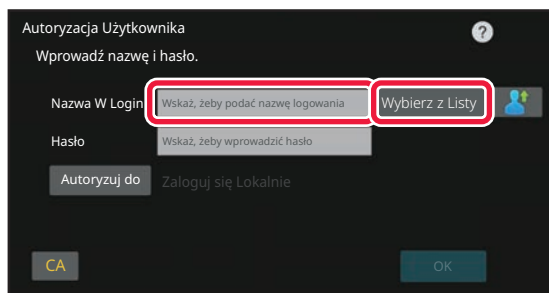 Autoryzacja Użytkownika
?
Wprowadź nazwę i hasło.
Nazwa W Login Wskaż, żeby podać nazwę logowania Wybierz z Listy
Hasło Wskaż, żeby wprowadzić hasło
Autoryzuj do Zaloguj się Lokalnie
CA OK